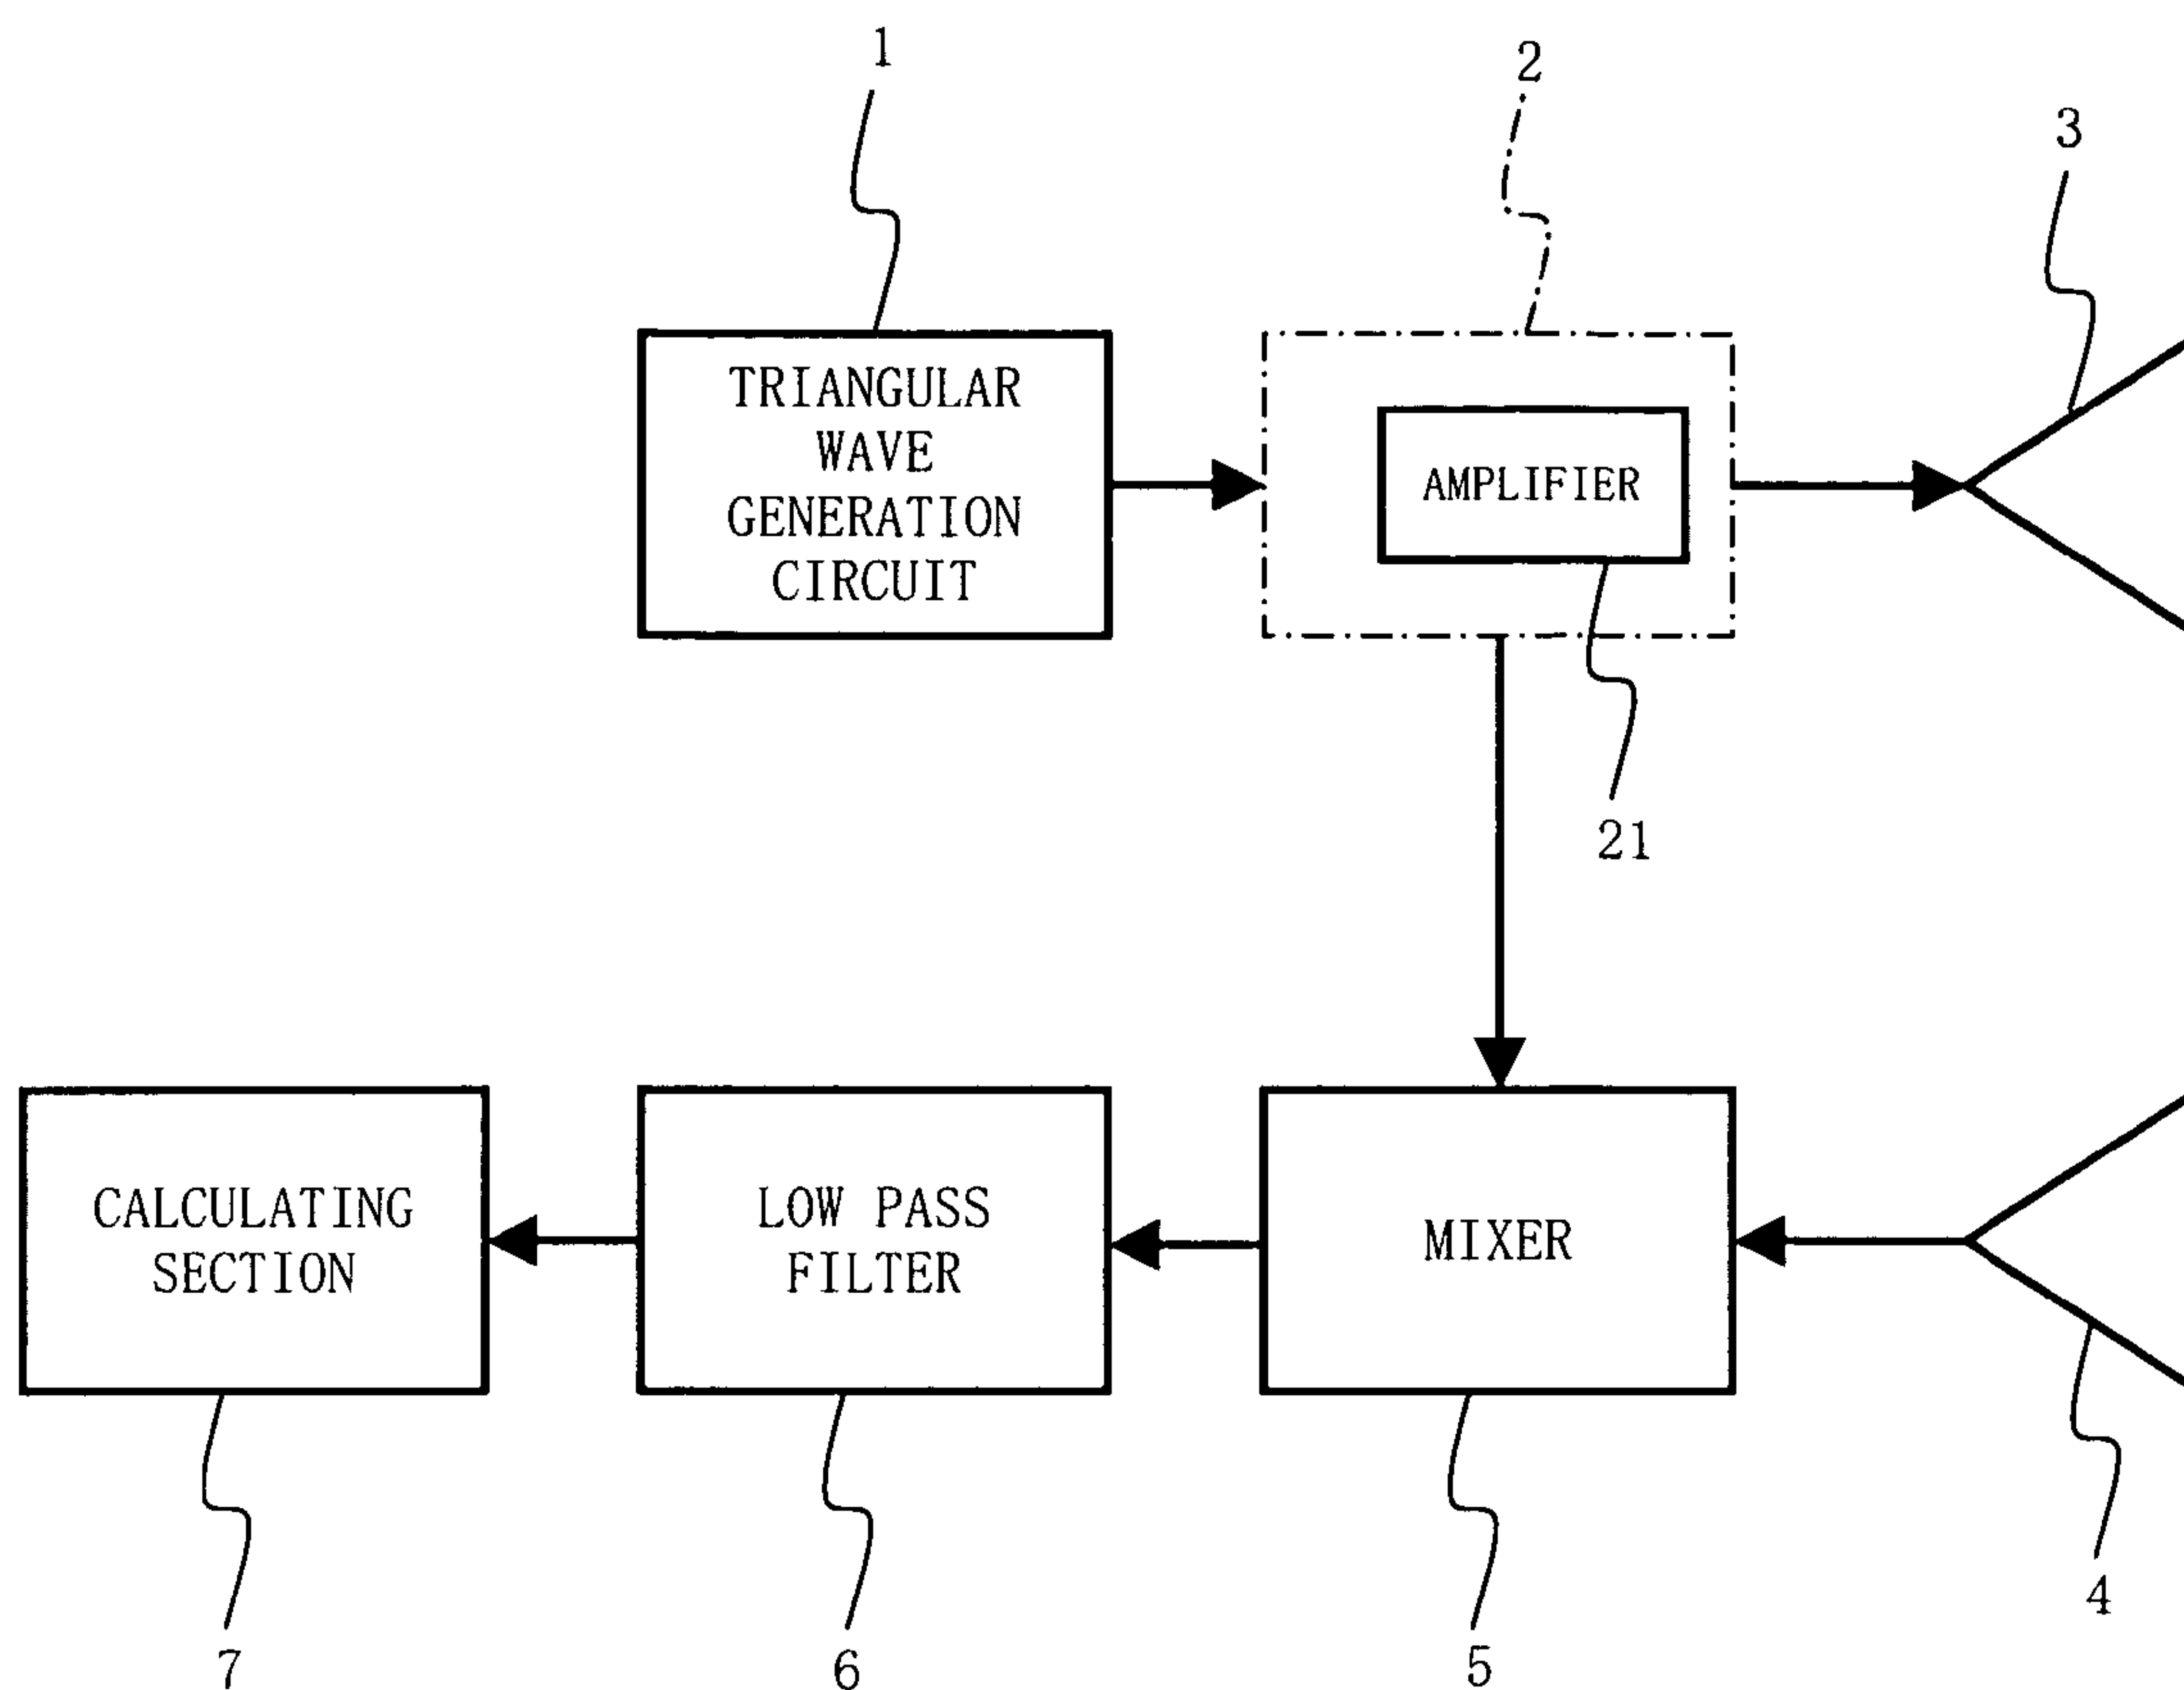 1
2
3
TRIANGULAR
WAVE
GENERATION
CIRCUIT
AMPLIFIER
21
CALCULATING
SECTION
LOW PASS
FILTER
MIXER
4
7
6
5